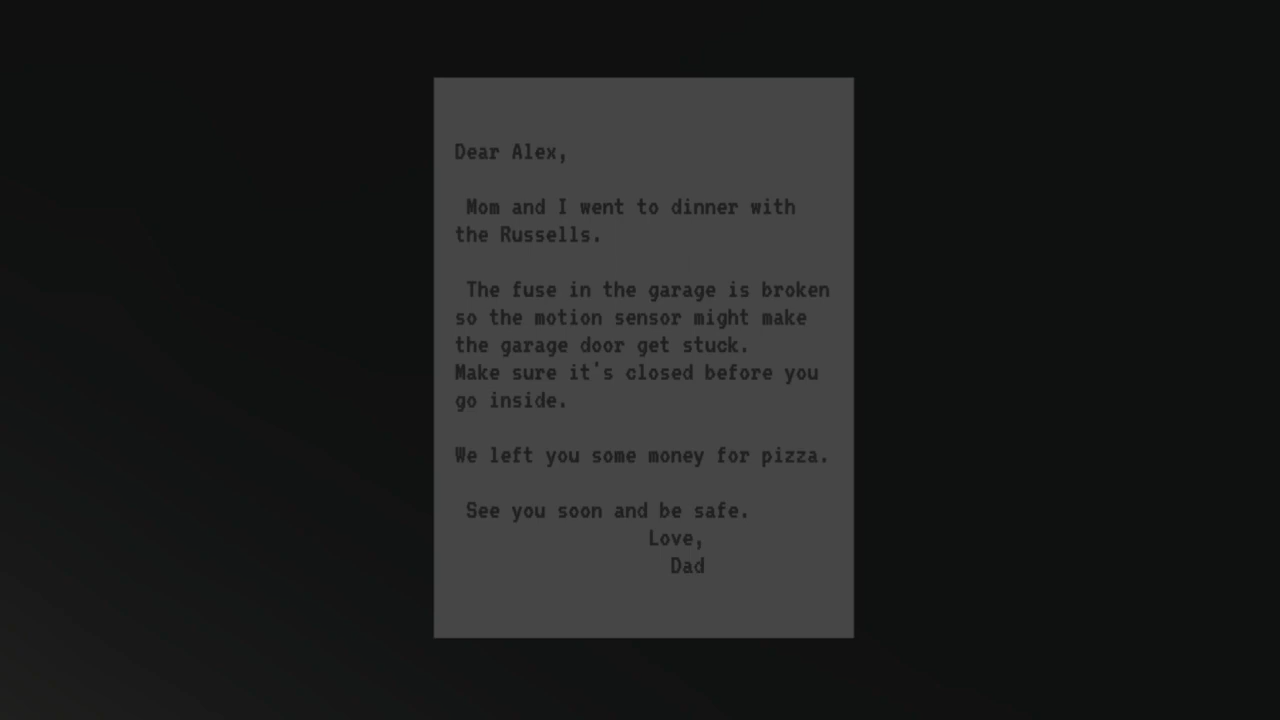 Dear Alex,
Mom and I went to dinner with
the Russells.
The fuse in the garage is broken
so the motion sensor might make
the garage door get stuck.
Make sure it's closed before you
go inside.
We left you some money for pizza.
See you soon and be safe.
Love,
Dad